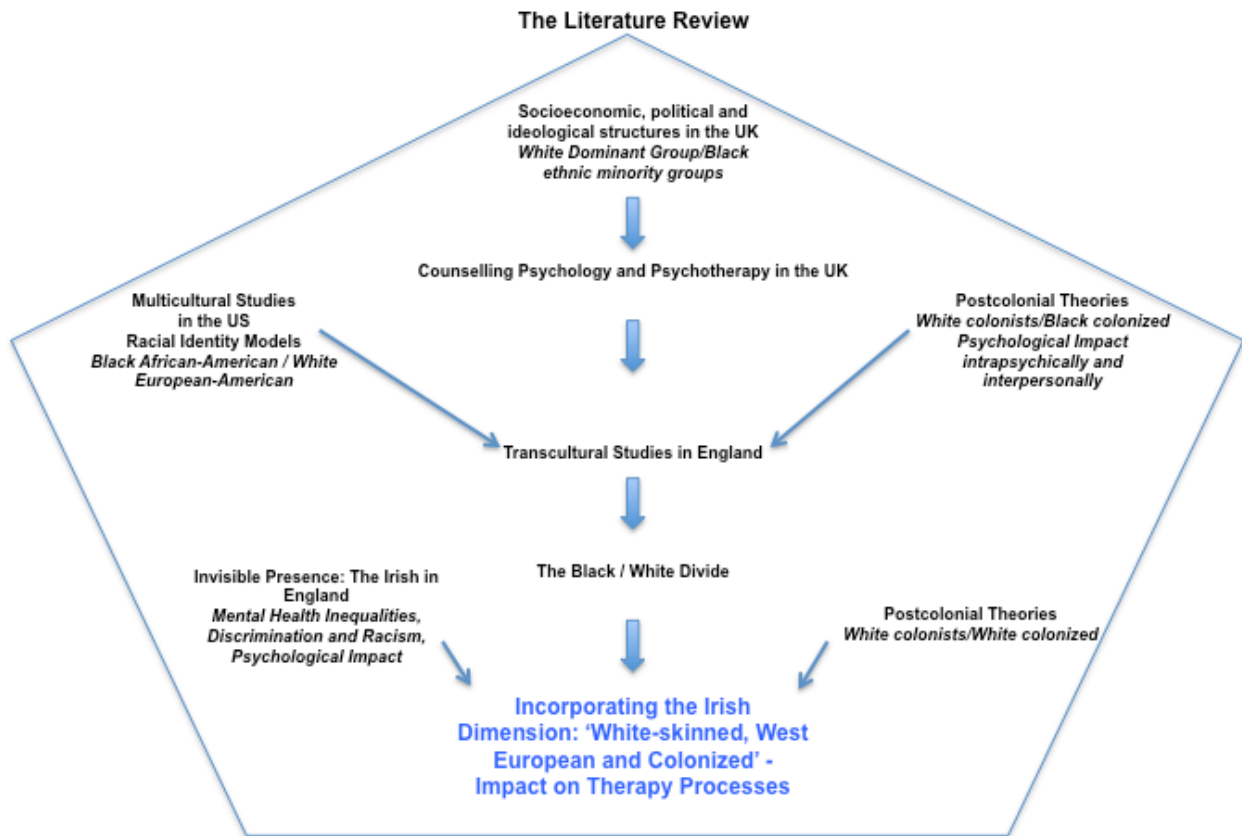 The Literature Review
Socioeconomic, political and
ideological structures in the UK
White Dominant Group/Black
ethnic minority groups
Counselling Psychology and Psychotherapy in the UK
Multicultural Studies
in the US
Racial Identity Models
Black African-American / White
European-American
Postcolonial Theories
White colonists/Black colonized
Psychological Impact
intrapsychically and
interpersonally
Transcultural Studies in England
The Black / White Divide
Invisible Presence: The Irish in
England
Mental Health Inequalities,
Discrimination and Racism,
Psychological Impact
Postcolonial Theories
White colonists/White colonized
Incorporating the Irish
Dimension: ‘White-skinned, West
European and Colonized’ -
Impact on Therapy Processes